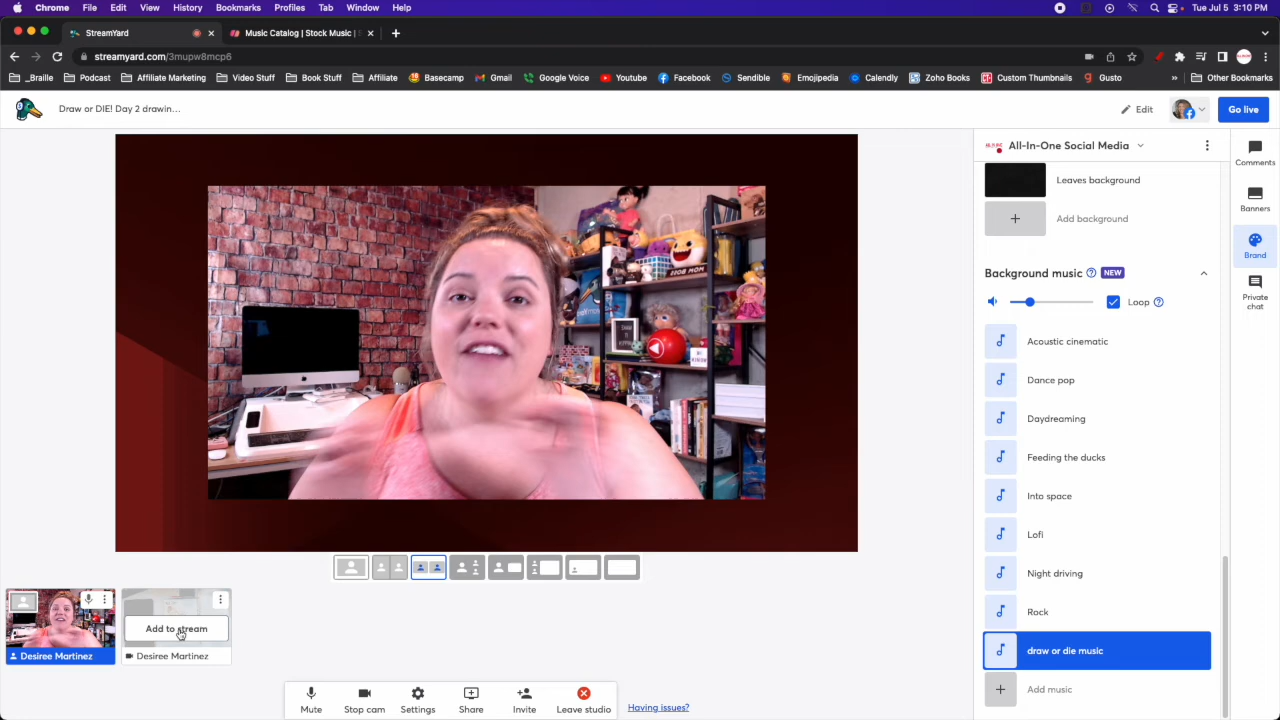 Chrome File Edit View History Bookmarks Profiles Tab Window Help
Tue Jul 5 3:10 PM
StreamYard
Music Catalog | Stock Music | S
streamyard.com/3mupw8mcp6
_Braille
Podcast
Affiliate Marketing
Video Stuff
Book Stuff
Affiliate
Basecamp
Gmail
Google Voice
Youtube
Facebook
Sendible
Emojipedia
Calendly
Zoho Books
Custom Thumbnails
Gusto
»
Other Bookmarks
Draw or DIE! Day 2 drawin...
Edit
Go live
All-In-One Social Media
Comments
Leaves background
Add background
Banners
Brand
Private
chat
Background music NEW
Loop
Acoustic cinematic
Dance pop
Daydreaming
Feeding the ducks
Into space
Lofi
Night driving
Rock
draw or die music
Add music
BOB MOM
Add to stream
Desiree Martinez
Desiree Martinez
Mute
Stop cam
Settings
Share
Invite
Leave studio
Having issues?